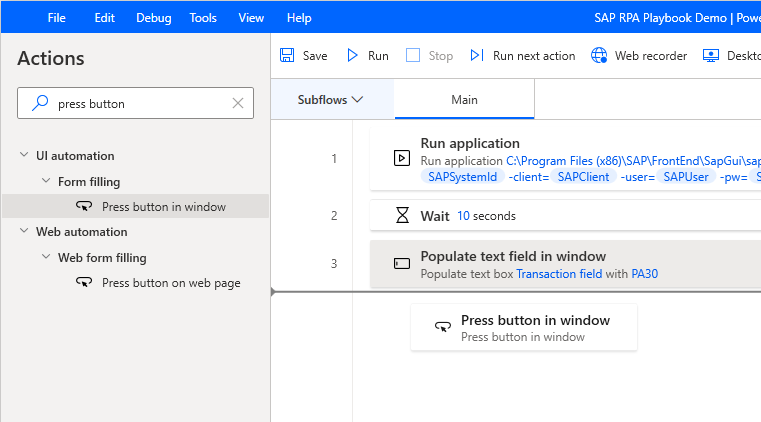 File Edit Debug Tools View Help SAP RPA Playbook Demo | Pow
Actions
press button
UI automation
Form filling
Press button in window
Web automation
Web form filling
Press button on web page
Save Run Stop Run next action Web recorder Deskto
Subflows Main
1 Run application
Run application C:\Program Files (x86)\SAP\FrontEnd\SapGui\sap
SAPSystemId -client= SAPClient -user= SAPUser -pw= S
2 Wait 10 seconds
3 Populate text field in window
Populate text box Transaction field with PA30
Press button in window
Press button in window